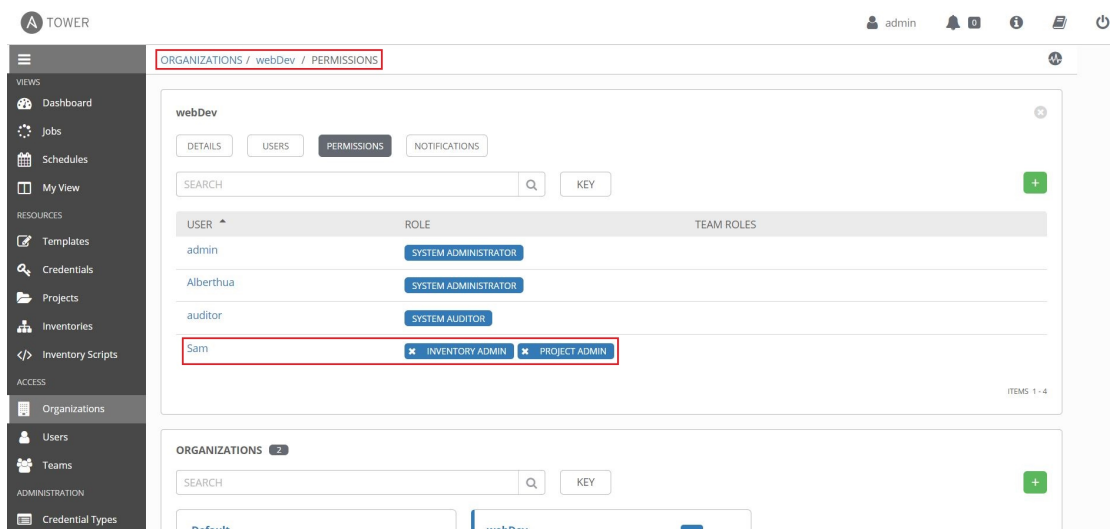 A TOWER
admin 0
ORGANIZATIONS / webDev / PERMISSIONS
VIEWS
Dashboard
Jobs
Schedules
My View
RESOURCES
Templates
Credentials
Projects
Inventories
Inventory Scripts
ACCESS
Organizations
Users
Teams
ADMINISTRATION
Credential Types
webDev
DETAILS USERS PERMISSIONS NOTIFICATIONS
SEARCH KEY +
USER ROLE TEAM ROLES
admin SYSTEM ADMINISTRATOR
Alberthua SYSTEM ADMINISTRATOR
auditor SYSTEM AUDITOR
Sam INVENTORY ADMIN PROJECT ADMIN
ITEMS 1 - 4
ORGANIZATIONS 2
SEARCH KEY +
Default webDev